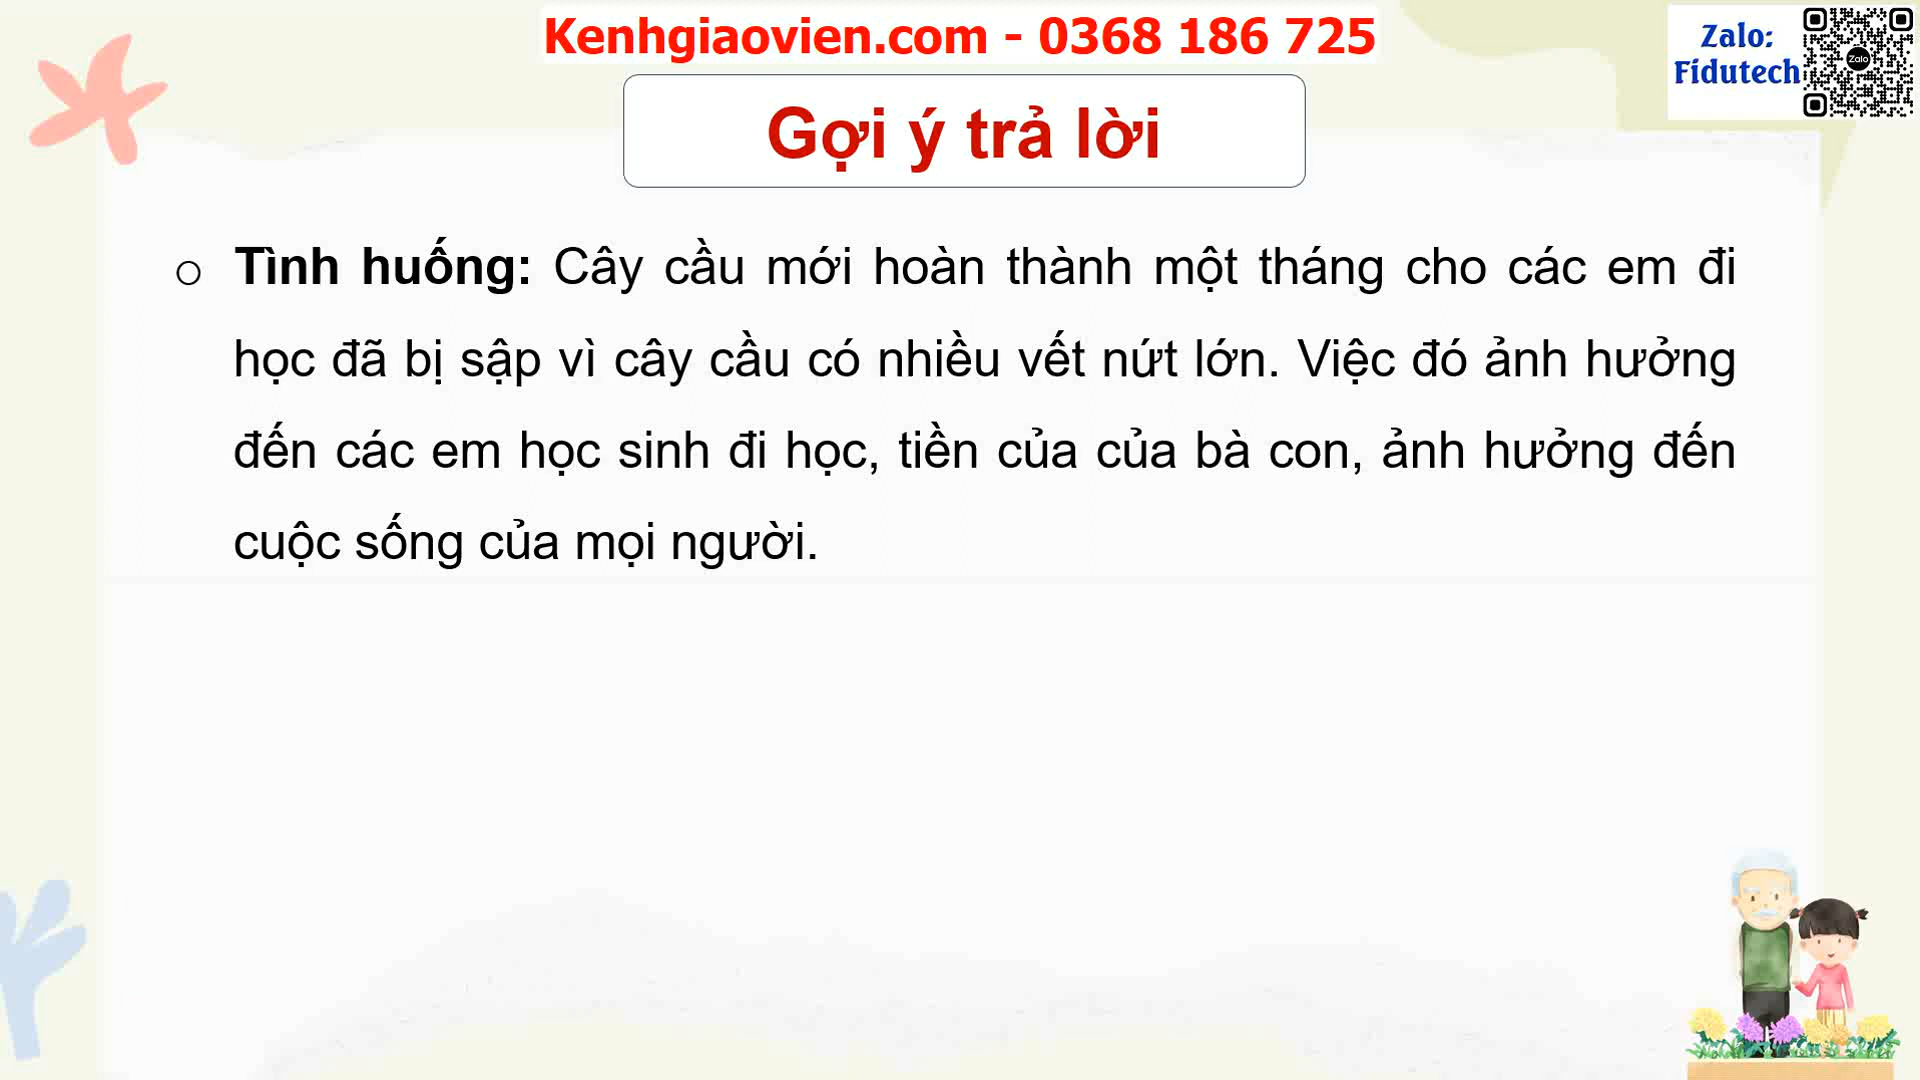 Kenhgiaovien.com - 0368 186 725
Zalo:
Fidutech
Zalo
Gợi ý trả lời
o Tình huống: Cây cầu mới hoàn thành một tháng cho các em đi
học đã bị sập vì cây cầu có nhiều vết nứt lớn. Việc đó ảnh hưởng
đến các em học sinh đi học, tiền của của bà con, ảnh hưởng đến
cuộc sống của mọi người.